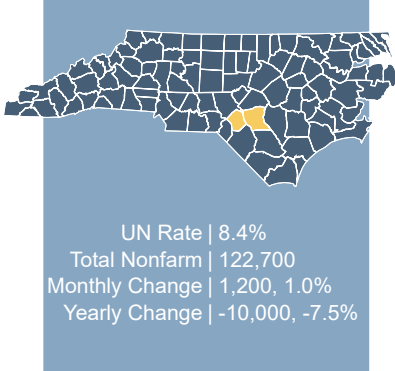 UN Rate | 8.4%
Total Nonfarm | 122,700
Monthly Change | 1,200, 1.0%
Yearly Change | -10,000, -7.5%